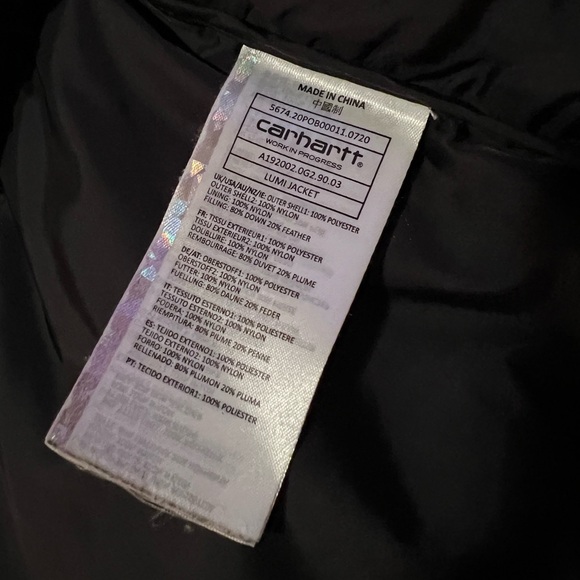 MADE IN CHINA
中國制
5674.20POB00011.0720
carhartt®
WORK IN PROGRESS
A192002.0G2.90.03
LUMI JACKET
UK/USA/AU/NZ/IE: OUTER SHELL1: 100% POLYESTER
OUTER SHELL2: 100% NYLON
LINING: 100% NYLON
FILLING: 80% DOWN 20% FEATHER
FR: TISSU EXTERIEUR1: 100% POLYESTER
TISSU EXTERIEUR2: 100% NYLON
DOUBLURE: 100% NYLON
REMBOURRAGE: 80% DUVET 20% PLUME
DE/AT: OBERSTOFF1: 100% POLYESTER
OBERSTOFF2: 100% NYLON
FUTTER: 100% NYLON
FUELLUNG: 80% DAUNE 20% FEDER
IT: TESSUTO ESTERNO1: 100% POLIESTERE
TESSUTO ESTERNO2: 100% NYLON
FODERA: 100% NYLON
RIEMPITURA: 80% PIUME 20% PENNE
ES: TEJIDO EXTERNO1: 100% POLIESTER
TEJIDO EXTERNO2: 100% NYLON
FORRO: 100% NYLON
RELLENADO: 80% PLUMON 20% PLUMA
PT: TECIDO EXTERIOR1: 100% POLIESTER